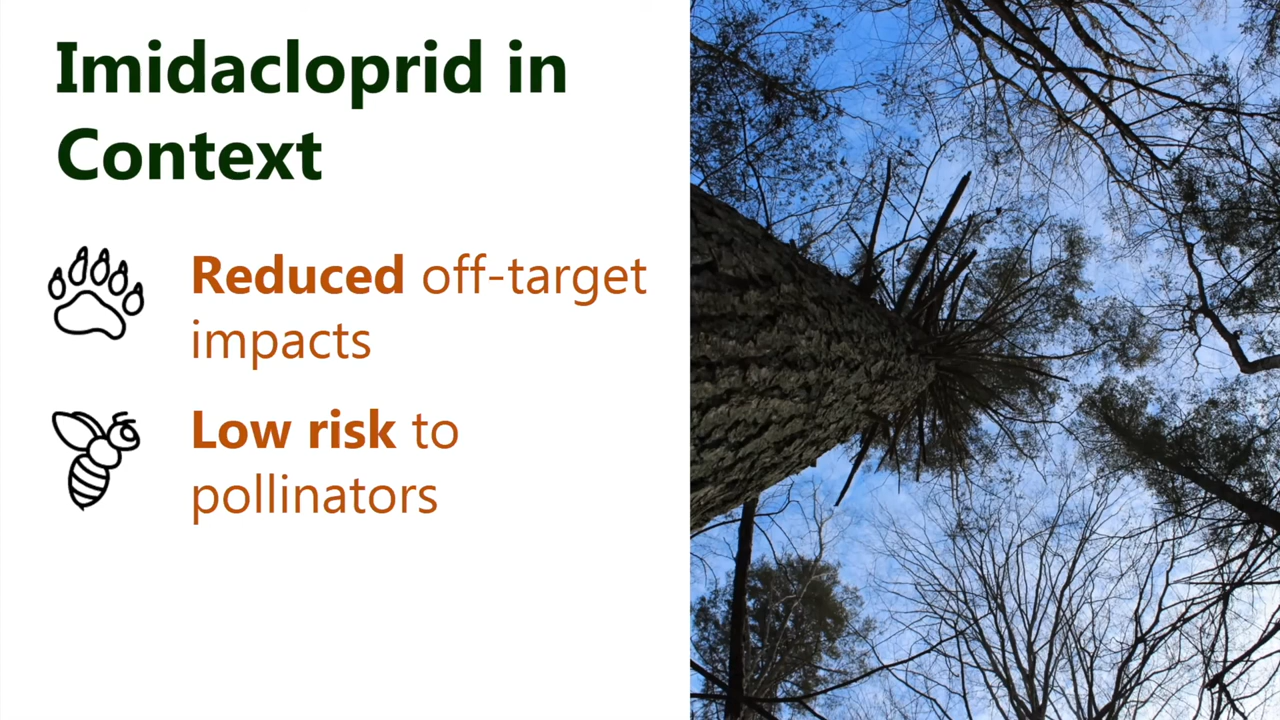 Imidacloprid in
Context
Reduced off-target
impacts
Low risk to
pollinators